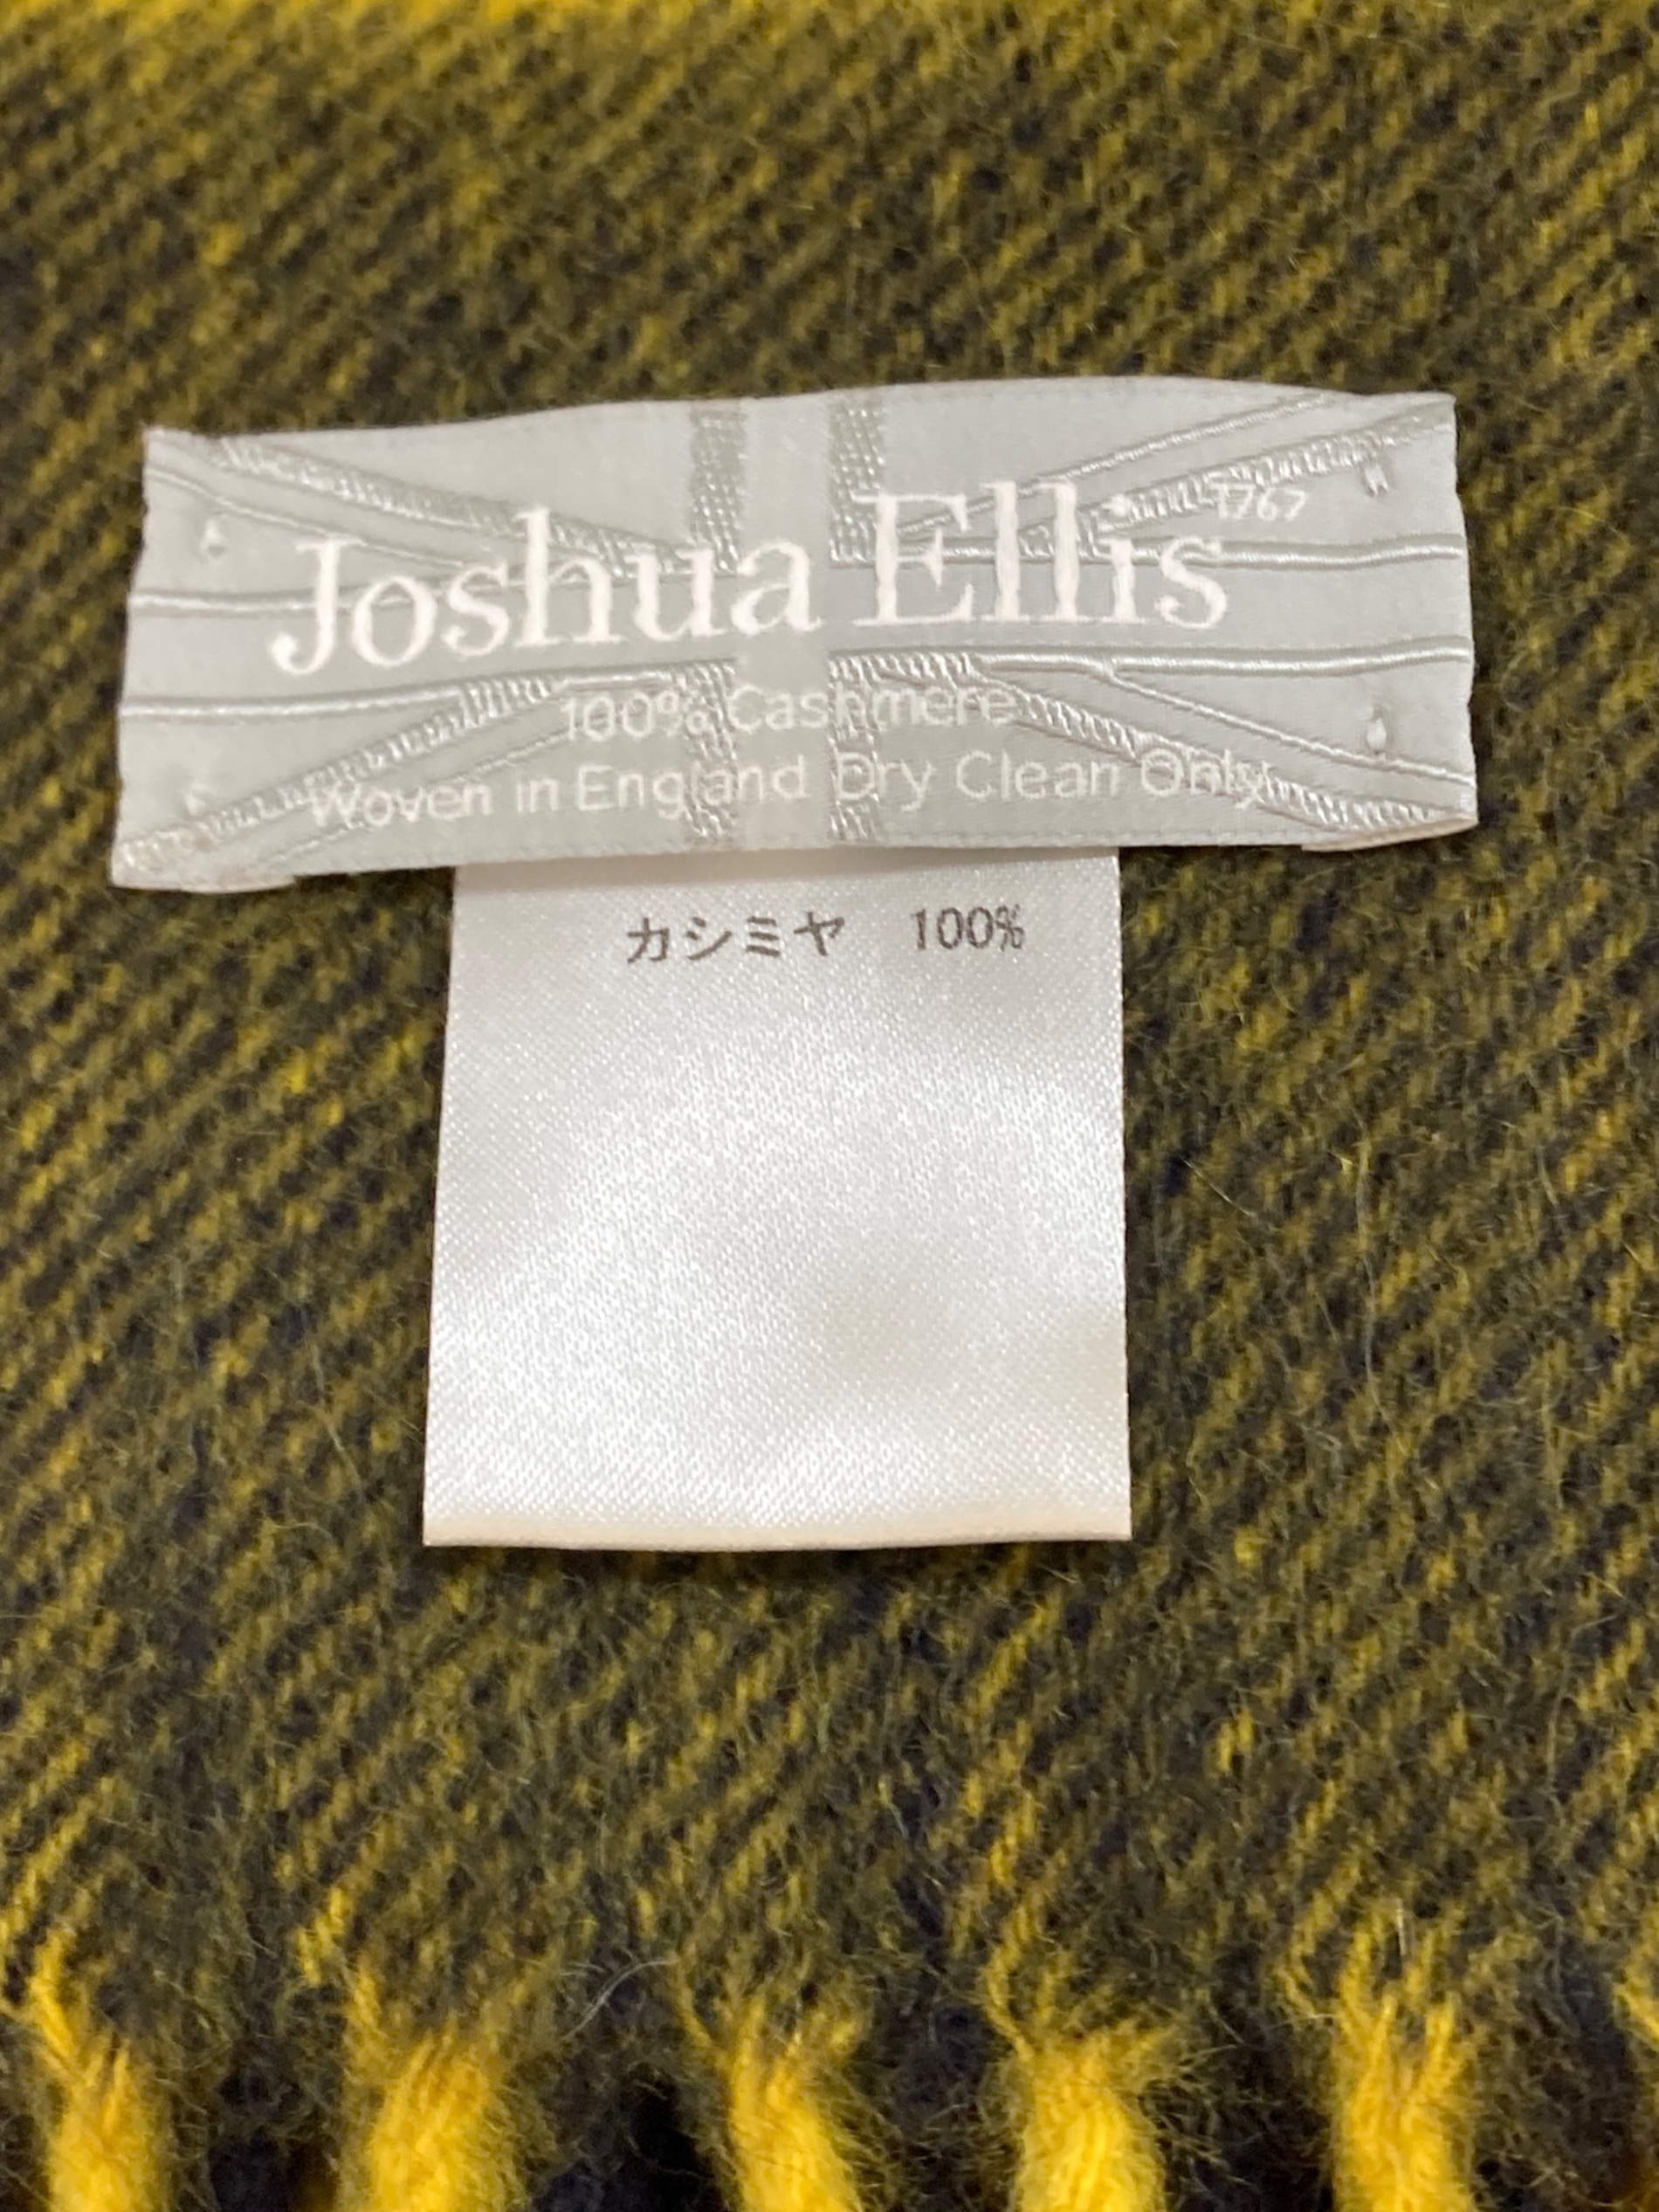 Joshua Ellis 1767
100% Cashmere
Woven in England Dry Clean Only
カシミヤ 100%